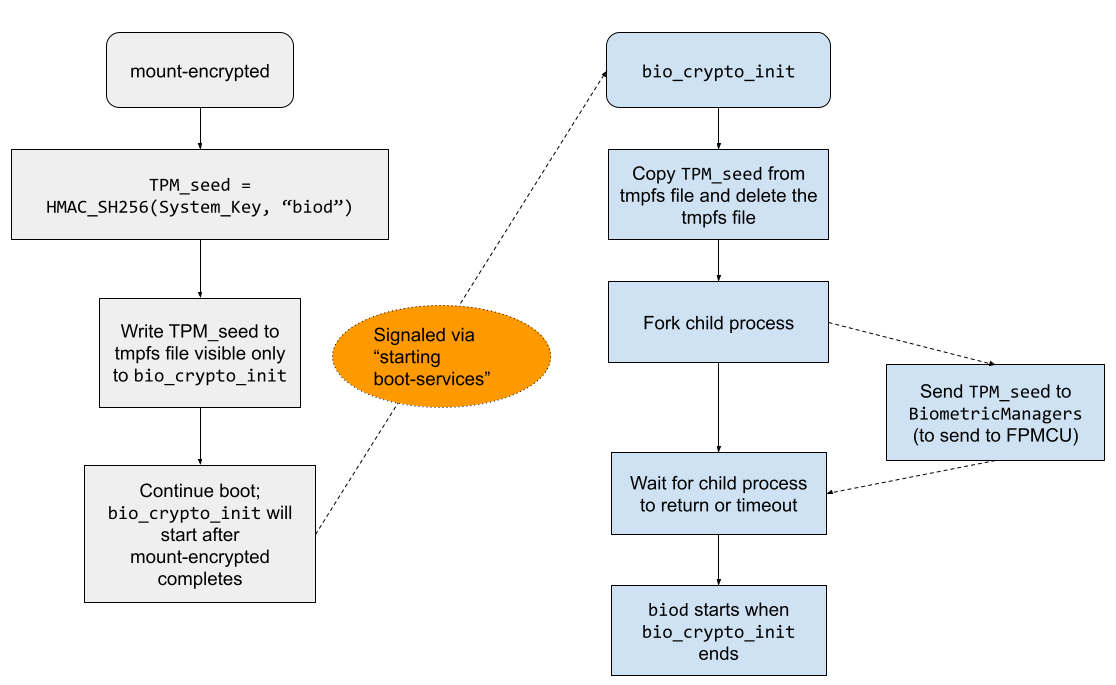 mount-encrypted
TPM_seed =
HMAC_SH256(System_Key, “biod”)
Write TPM_seed to
tmpfs file visible only
to bio_crypto_init
Continue boot;
bio_crypto_init will
start after
mount-encrypted
completes
Signaled via
“starting
boot-services”
bio_crypto_init
Copy TPM_seed from
tmpfs file and delete the
tmpfs file
Fork child process
Send TPM_seed to
BiometricManagers
(to send to FPMCU)
Wait for child process
to return or timeout
biod starts when
bio_crypto_init
ends